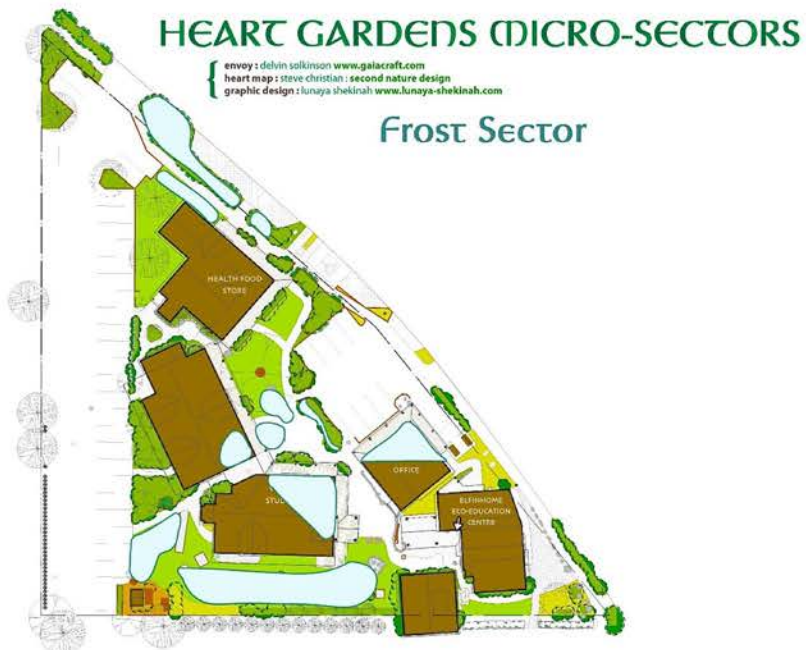 HEART GARDENS MICRO-SECTORS
envoy : delvin solkinson www.gaiacraft.com
heart map : steve christian : second nature design
graphic design : lunaya shekinah www.lunaya-shekinah.com
Frost Sector
HEALTH FOOD
STORE
OFFICE
ELFINHOME
ECO-EDUCATION
CENTER